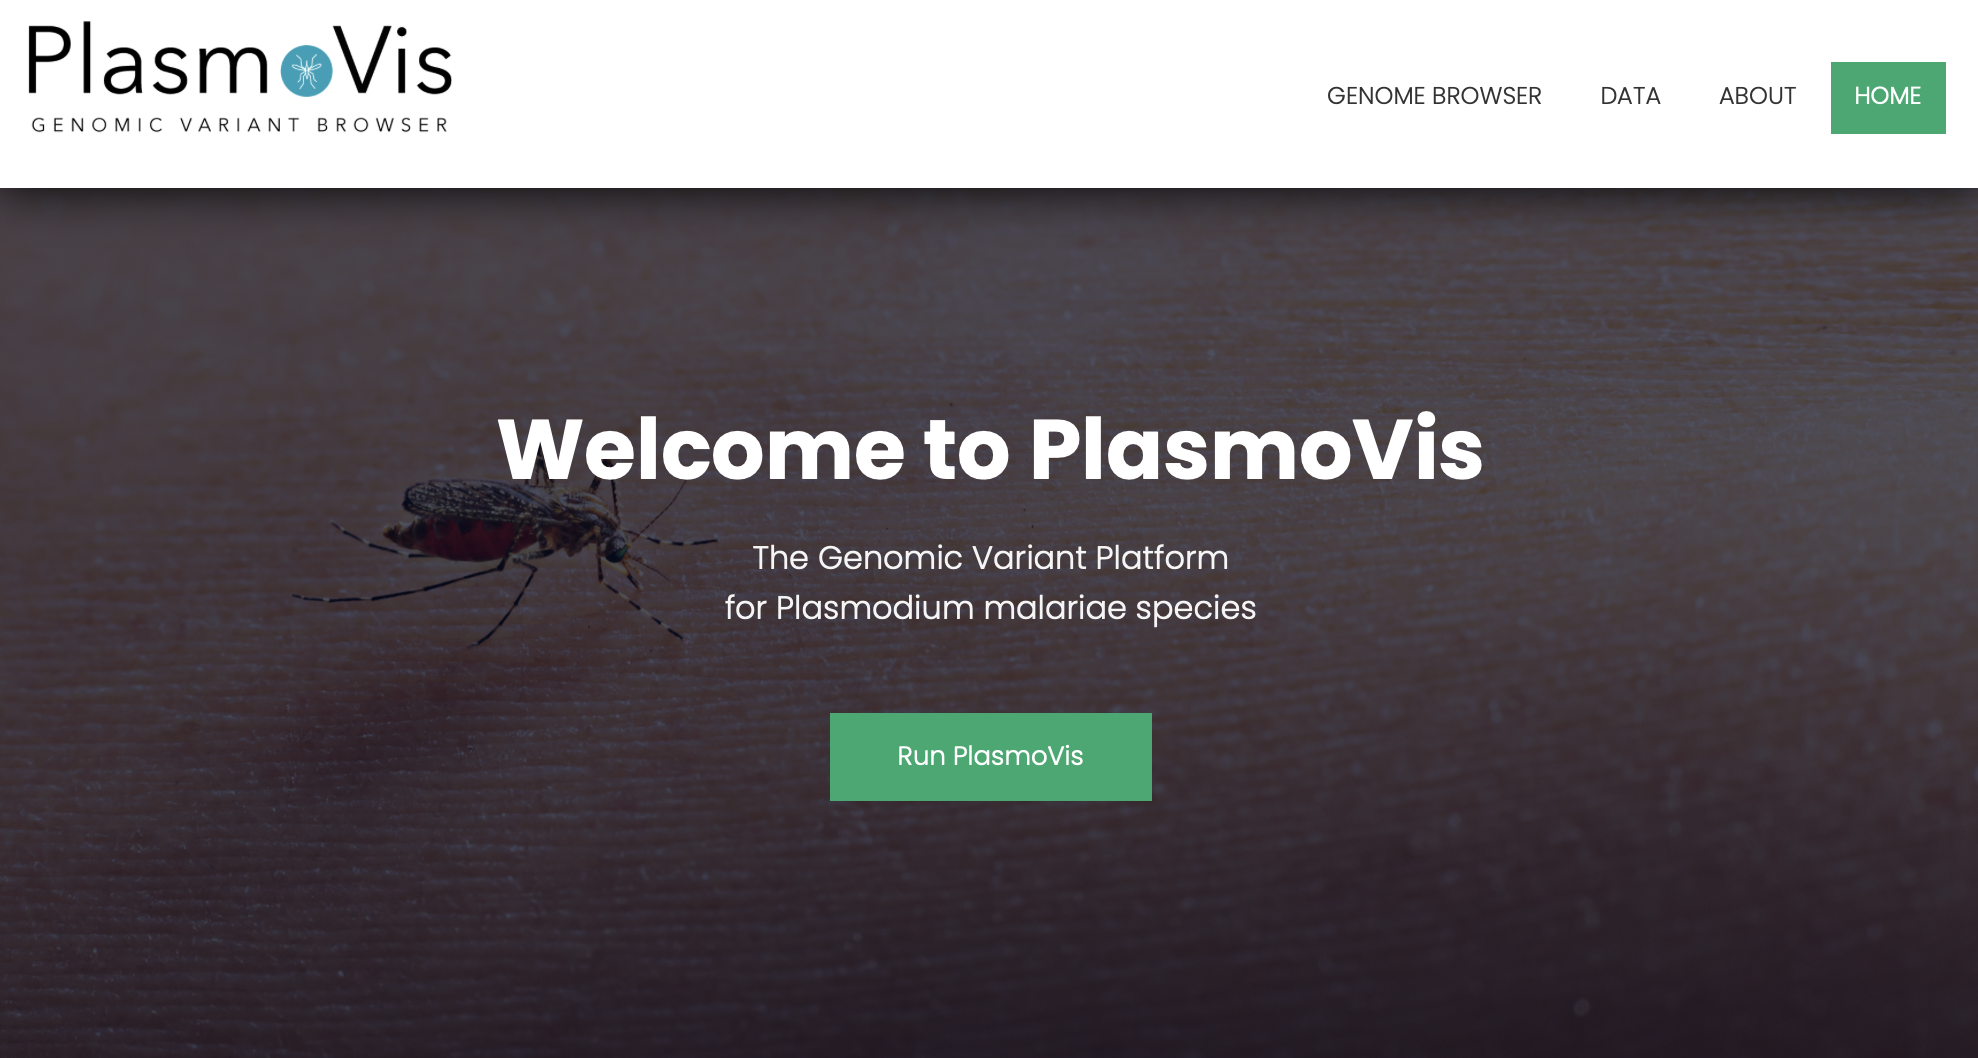 PlasmoVis
GENOMIC VARIANT BROWSER
GENOME BROWSER
DATA
ABOUT
HOME
Welcome to PlasmoVis
The Genomic Variant Platform
for Plasmodium malariae species
Run PlasmoVis